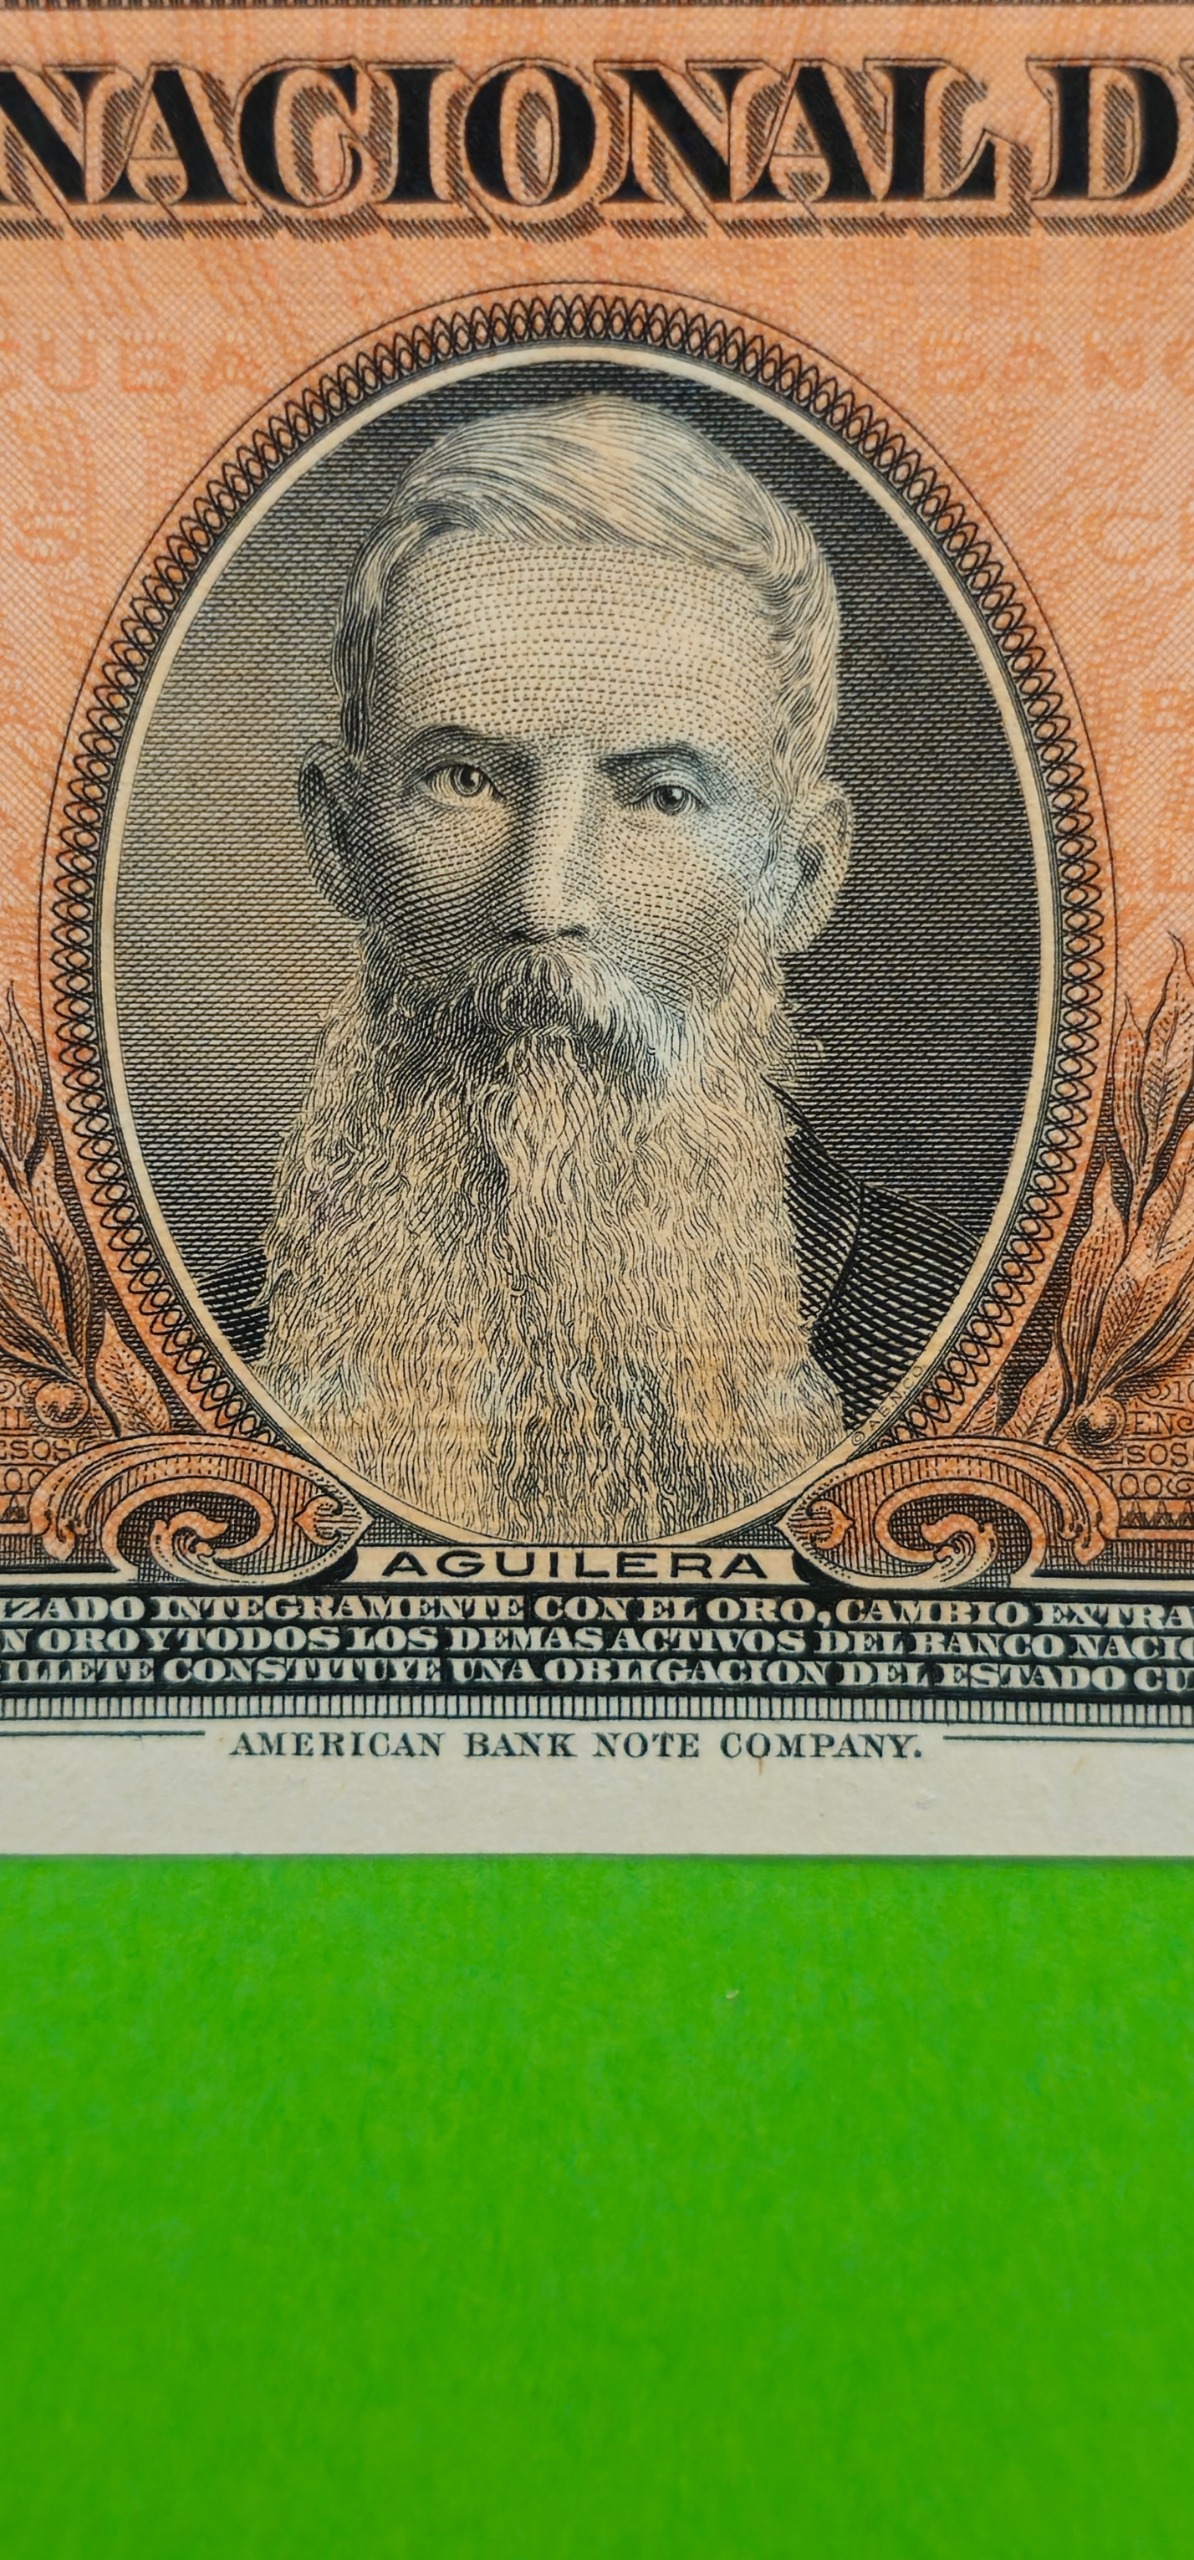 NACIONAL D
CUBA
AGUILERA
IZADO INTEGRAMENTE CON EL ORO, CAMBIO EXTRA
N ORO Y TODOS LOS DEMAS ACTIVOS DEL BANCO NACIO
ILLETE CONSTITUYE UNA OBLIGACION DEL ESTADO CU
AMERICAN BANK NOTE COMPANY.